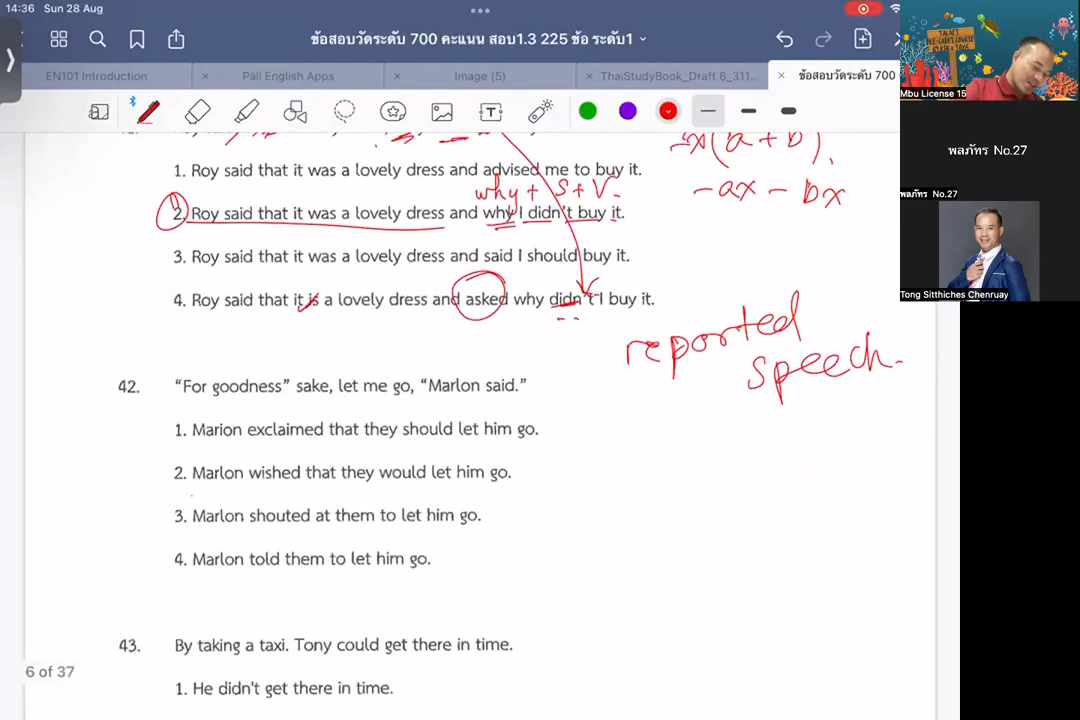 14:36 Sun 28 Aug
ข้อสอบวัดระดับ 700 คะแนน สอบ1.3 225 ข้อ ระดับ1
EN101 Introduction
Päll English Apps
Image (5)
ThaiStudyBook_Draft 6_311...
ข้อสอบวัดระดับ 700
TALAET
PRE-CADET COURSE
Mbu License 15
พลภัทร No.27
พลภัทร No.27
Tong Sitthiches Chenruay
-x(a + b).
-ax - bx
1. Roy said that it was a lovely dress and advised me to buy it.
why + S + V.
2. Roy said that it was a lovely dress and why I didn't buy it.
3. Roy said that it was a lovely dress and said I should buy it.
4. Roy said that it is a lovely dress and asked why didn't I buy it.
reported
speech.
42. “For goodness” sake, let me go, “Marlon said.”
1. Marion exclaimed that they should let him go.
2. Marlon wished that they would let him go.
3. Marlon shouted at them to let him go.
4. Marlon told them to let him go.
43. By taking a taxi. Tony could get there in time.
6 of 37
1. He didn't get there in time.